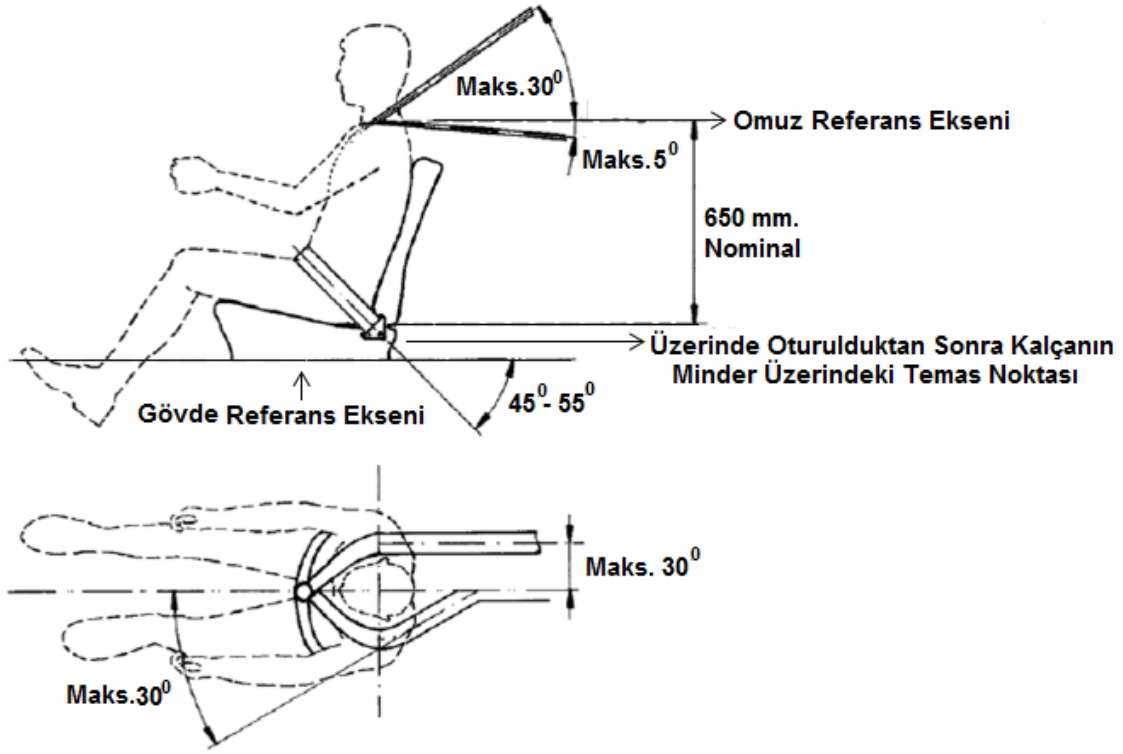 Maks.30⁰
Omuz Referans Ekseni
Maks.5⁰
650 mm.
Nominal
Üzerinde Oturulduktan Sonra Kalçanın
Minder Üzerindeki Temas Noktası
45⁰- 55⁰
Gövde Referans Ekseni
Maks. 30⁰
Maks.30⁰